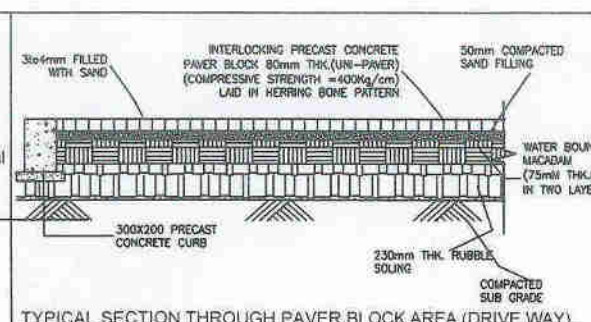 3to4mm FILLED
WITH SAND
INTERLOCKING PRECAST CONCRETE
PAVER BLOCK 80mm THK.(UNI-PAVER)
(COMPRESSIVE STRENGTH =400Kg/cm)
LAID IN HERRING BONE PATTERN
50mm COMPACTED
SAND FILLING
WATER BOUN
MACADAM
(75mm THK.
IN TWO LAYE
300X200 PRECAST
CONCRETE CURB
230mm THK. RUBBLE
SOLING
COMPACTED
SUB GRADE
TYPICAL SECTION THROUGH PAVER BLOCK AREA (DRIVE WAY)